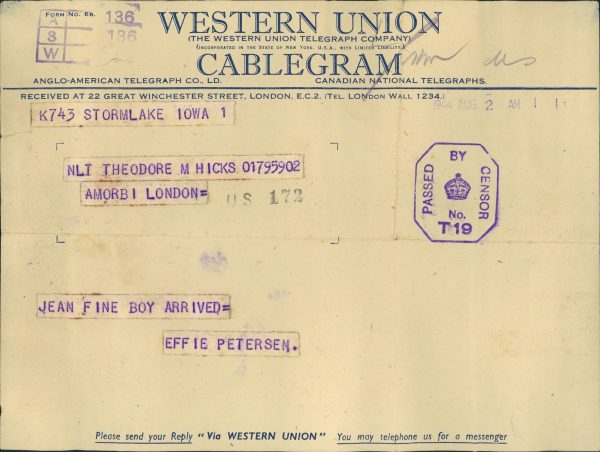 FORM No. 6B. 136
A
S 136
W
WESTERN UNION
(THE WESTERN UNION TELEGRAPH COMPANY)
(INCORPORATED IN THE STATE OF NEW YORK, U.S.A., WITH LIMITED LIABILITY.)
CABLEGRAM
ANGLO-AMERICAN TELEGRAPH CO., LD. CANADIAN NATIONAL TELEGRAPHS.
RECEIVED AT 22 GREAT WINCHESTER STREET, LONDON, E.C.2. (TEL. LONDON WALL 1234.)
1944 AUG 2 AM 1 1
K743 STORMLAKE IOWA 1
NLT THEODORE M HICKS 01795902
AMORBI LONDON=
US 172
PASSED BY CENSOR
No.
T19
JEAN FINE BOY ARRIVED=
EFFIE PETERSEN.
Please send your Reply "Via WESTERN UNION" You may telephone us for a messenger